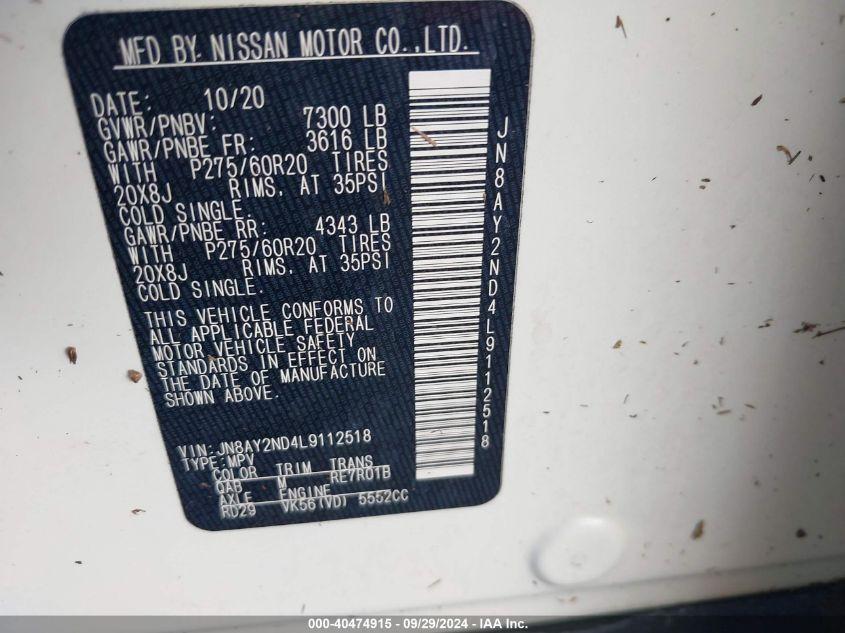 MFD BY NISSAN MOTOR CO.,LTD.
DATE: 10/20
GVWR/PNBV: 7300 LB
GAWR/PNBE FR: 3616 LB
WITH P275/60R20 TIRES
20X8J RIMS, AT 35PSI
COLD SINGLE.
GAWR/PNBE RR: 4343 LB
WITH P275/60R20 TIRES
20X8J RIMS, AT 35PSI
COLD SINGLE.
THIS VEHICLE CONFORMS TO
ALL APPLICABLE FEDERAL
MOTOR VEHICLE SAFETY
STANDARDS IN EFFECT ON
THE DATE OF MANUFACTURE
SHOWN ABOVE.
VIN: JN8AY2ND4L9112518
TYPE: MPV
COLOR TRIM TRANS
QAB M RE7R01B
AXLE ENGINE
RD29 VK56(VD) 5552CC
JN8AY2ND4L9112518
000-40474915 - 09/29/2024 - IAA Inc.